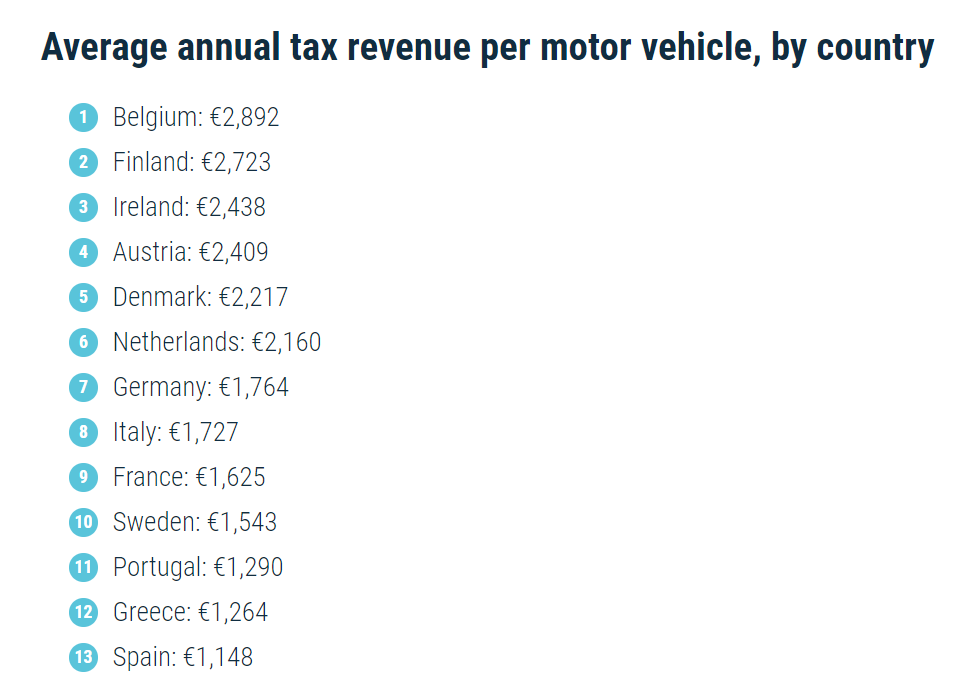 Average annual tax revenue per motor vehicle, by country
1 Belgium: €2,892
2 Finland: €2,723
3 Ireland: €2,438
4 Austria: €2,409
5 Denmark: €2,217
6 Netherlands: €2,160
7 Germany: €1,764
8 Italy: €1,727
9 France: €1,625
10 Sweden: €1,543
11 Portugal: €1,290
12 Greece: €1,264
13 Spain: €1,148